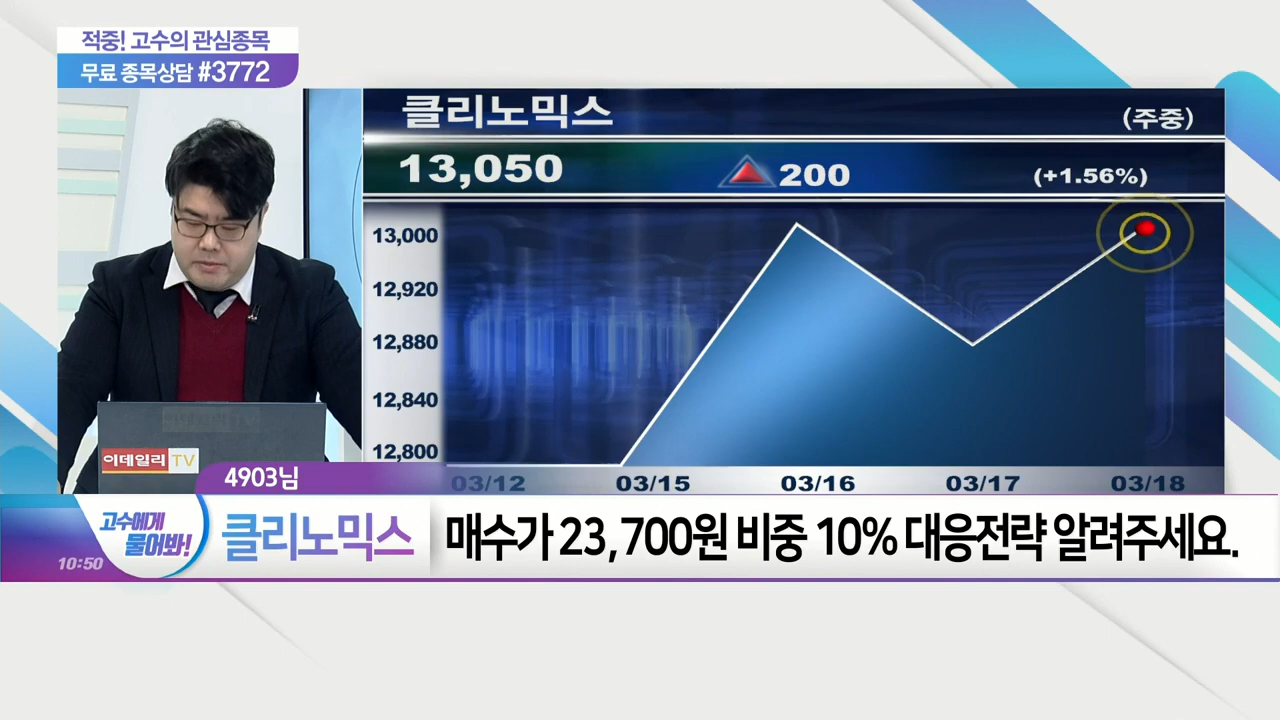 적중! 고수의 관심종목
무료 종목상담 #3772
클리노믹스 (주중)
13,050 200 (+1.56%)
13,000
12,920
12,880
12,840
12,800
03/12 03/15 03/16 03/17 03/18
이데일리 TV
4903님
고수에게
물어봐!
10:50
클리노믹스 매수가 23,700원 비중 10% 대응전략 알려주세요.